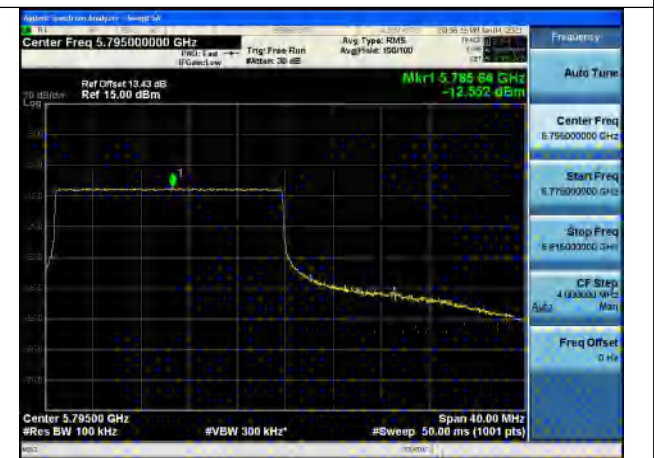 Agilent Spectrum Analyzer - Swept SA
Center Freq 5.795000000 GHz
PNO: Fast
IFGain:Low
Trig: Free Run
#Atten: 30 dB
Avg Type: RMS
Avg|Hold: 100/100
Frequency
Mkr1 5.785 64 GHz
-12.552 dBm
Ref Offset 13.43 dB
10 dB/div Ref 15.00 dBm
Log
1
Auto Tune
Center Freq
5.795000000 GHz
Start Freq
5.775000000 GHz
Stop Freq
5.815000000 GHz
CF Step
4.000000 MHz
Auto Man
Freq Offset
0 Hz
Center 5.79500 GHz
Span 40.00 MHz
#Res BW 100 kHz
#VBW 300 kHz*
#Sweep 50.00 ms (1001 pts)
MSG
STATUS